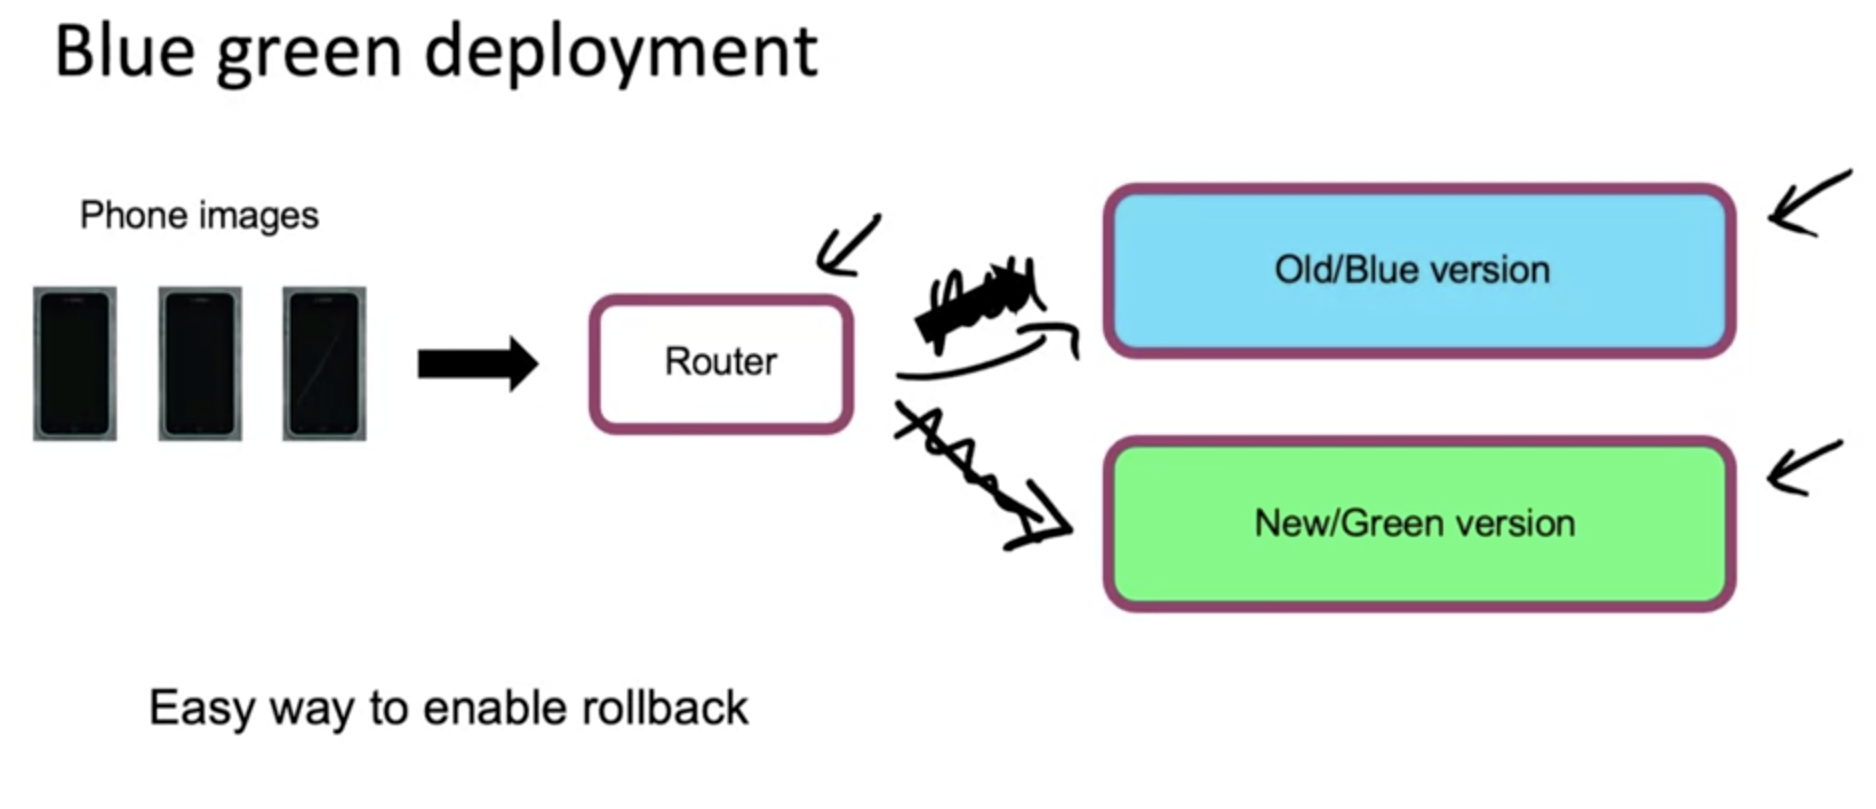 Blue green deployment
Phone images
Router
Old/Blue version
New/Green version
Easy way to enable rollback